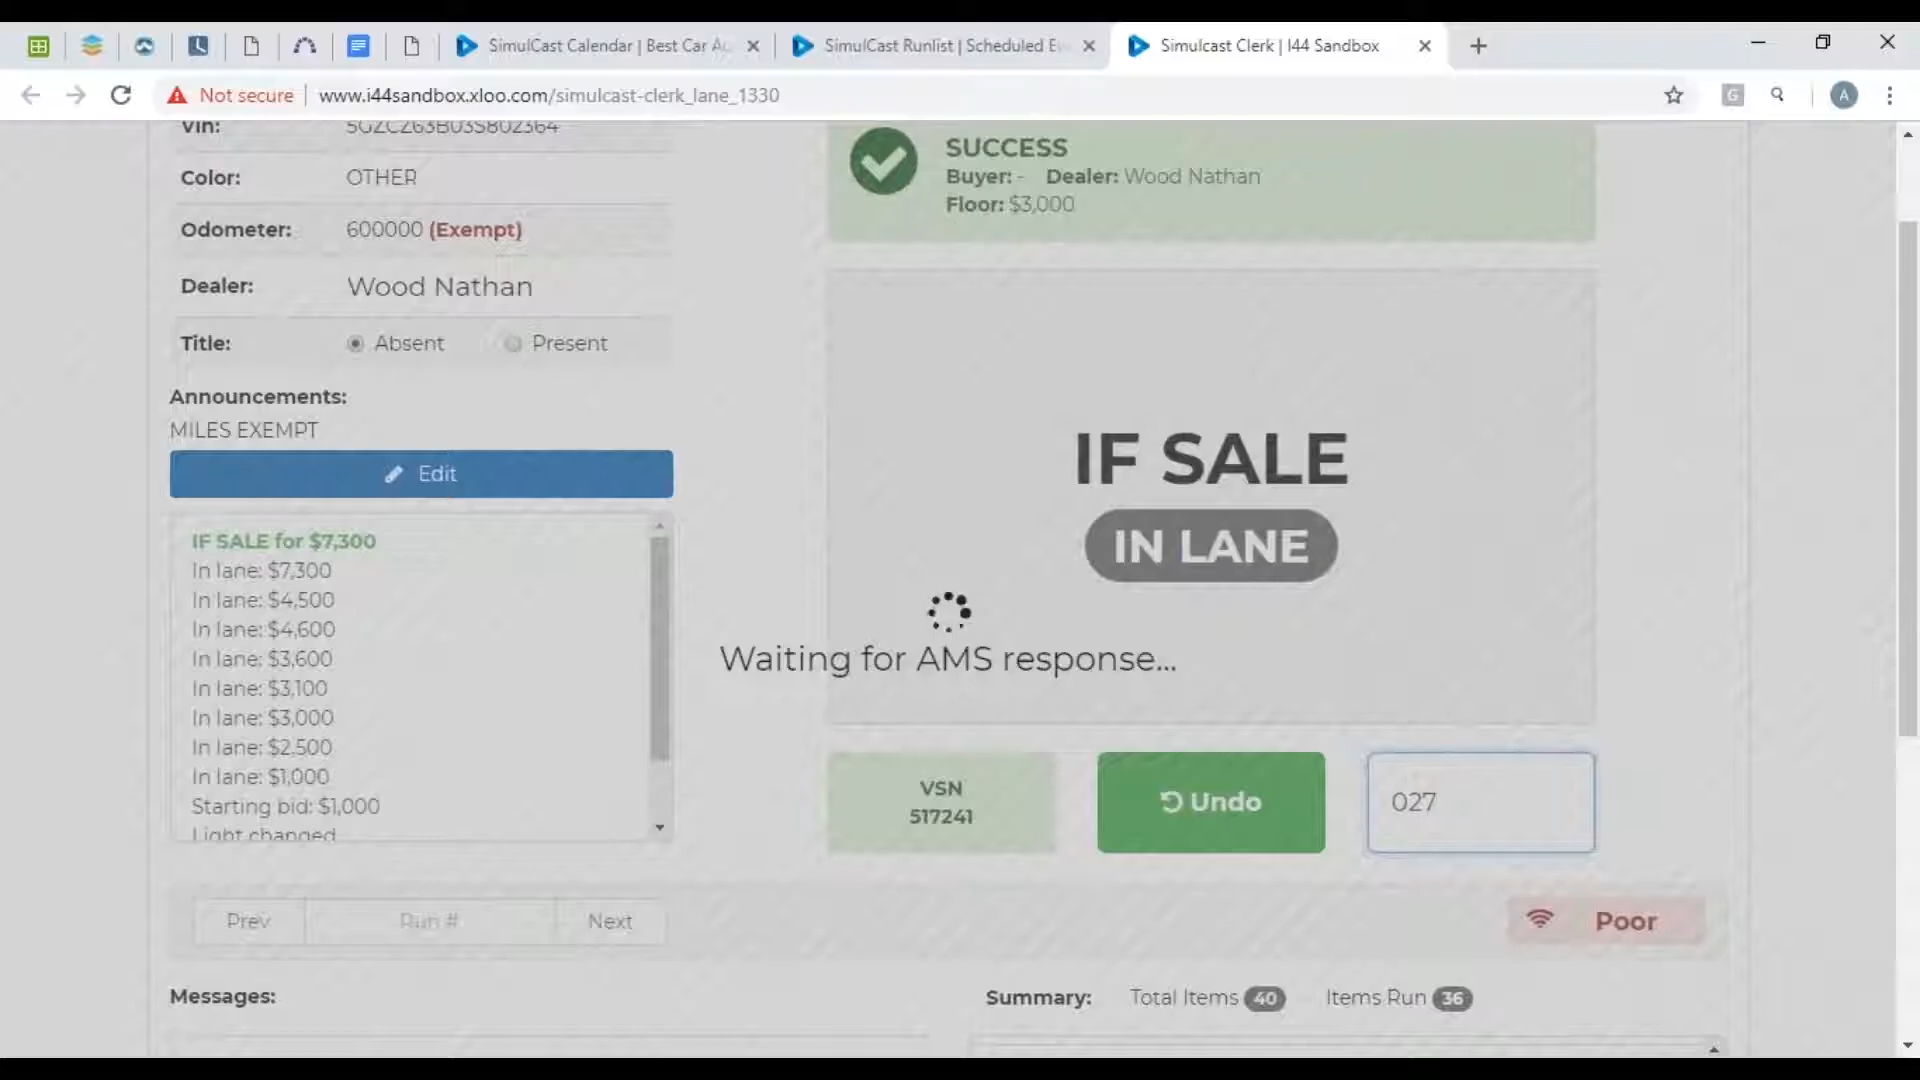 SimulCast Calendar | Best Car Au
SimulCast Runlist | Scheduled Ev
Simulcast Clerk | I44 Sandbox
Not secure
www.i44sandbox.xloo.com/simulcast-clerk_lane_1330
G
A
Vin: 5GZCZ63B03S802364
Color: OTHER
Odometer: 600000 (Exempt)
Dealer: Wood Nathan
Title: Absent Present
Announcements:
MILES EXEMPT
Edit
IF SALE for $7,300
In lane: $7,300
In lane: $4,500
In lane: $4,600
In lane: $3,600
In lane: $3,100
In lane: $3,000
In lane: $2,500
In lane: $1,000
Starting bid: $1,000
Light changed
SUCCESS
Buyer: - Dealer: Wood Nathan
Floor: $3,000
IF SALE
IN LANE
Waiting for AMS response...
VSN
517241
Undo
027
Prev Run # Next
Poor
Messages:
Summary: Total Items 40 Items Run 36